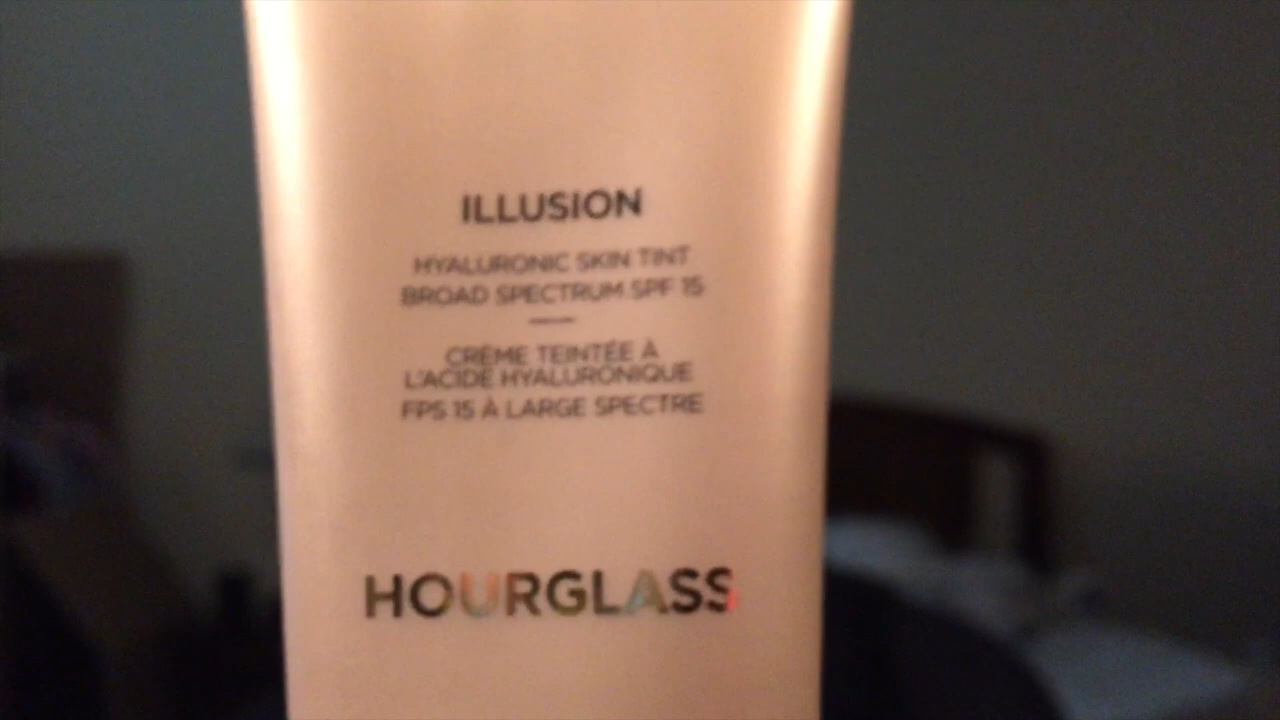 ILLUSION
HYALURONIC SKIN TINT
BROAD SPECTRUM SPF 15
CRÈME TEINTÉE À
L'ACIDE HYALURONIQUE
FPS 15 À LARGE SPECTRE
HOURGLASS